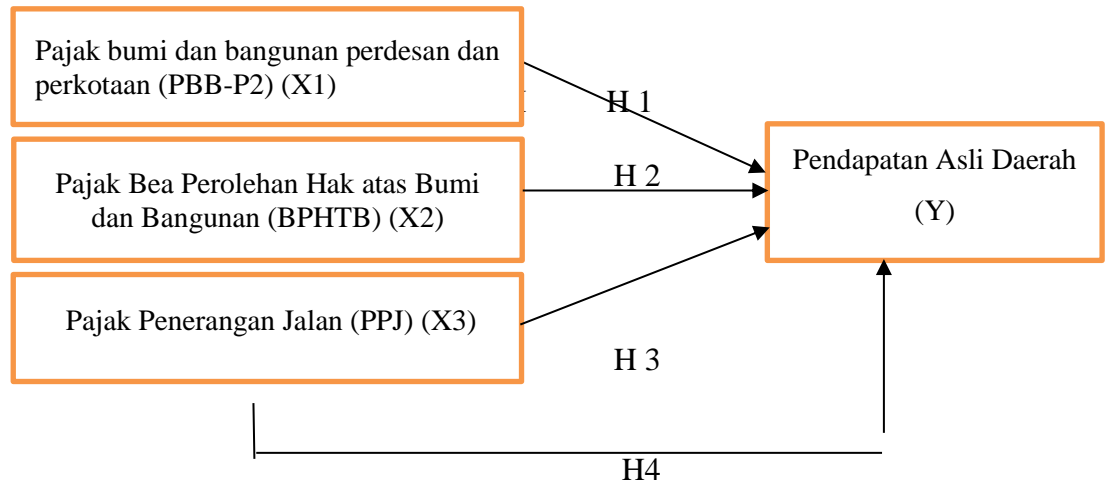 Pajak bumi dan bangunan perdesan dan
perkotaan (PBB-P2) (X1)
H 1
Pajak Bea Perolehan Hak atas Bumi
dan Bangunan (BPHTB) (X2)
H 2
Pendapatan Asli Daerah
(Y)
Pajak Penerangan Jalan (PPJ) (X3)
H 3
H4